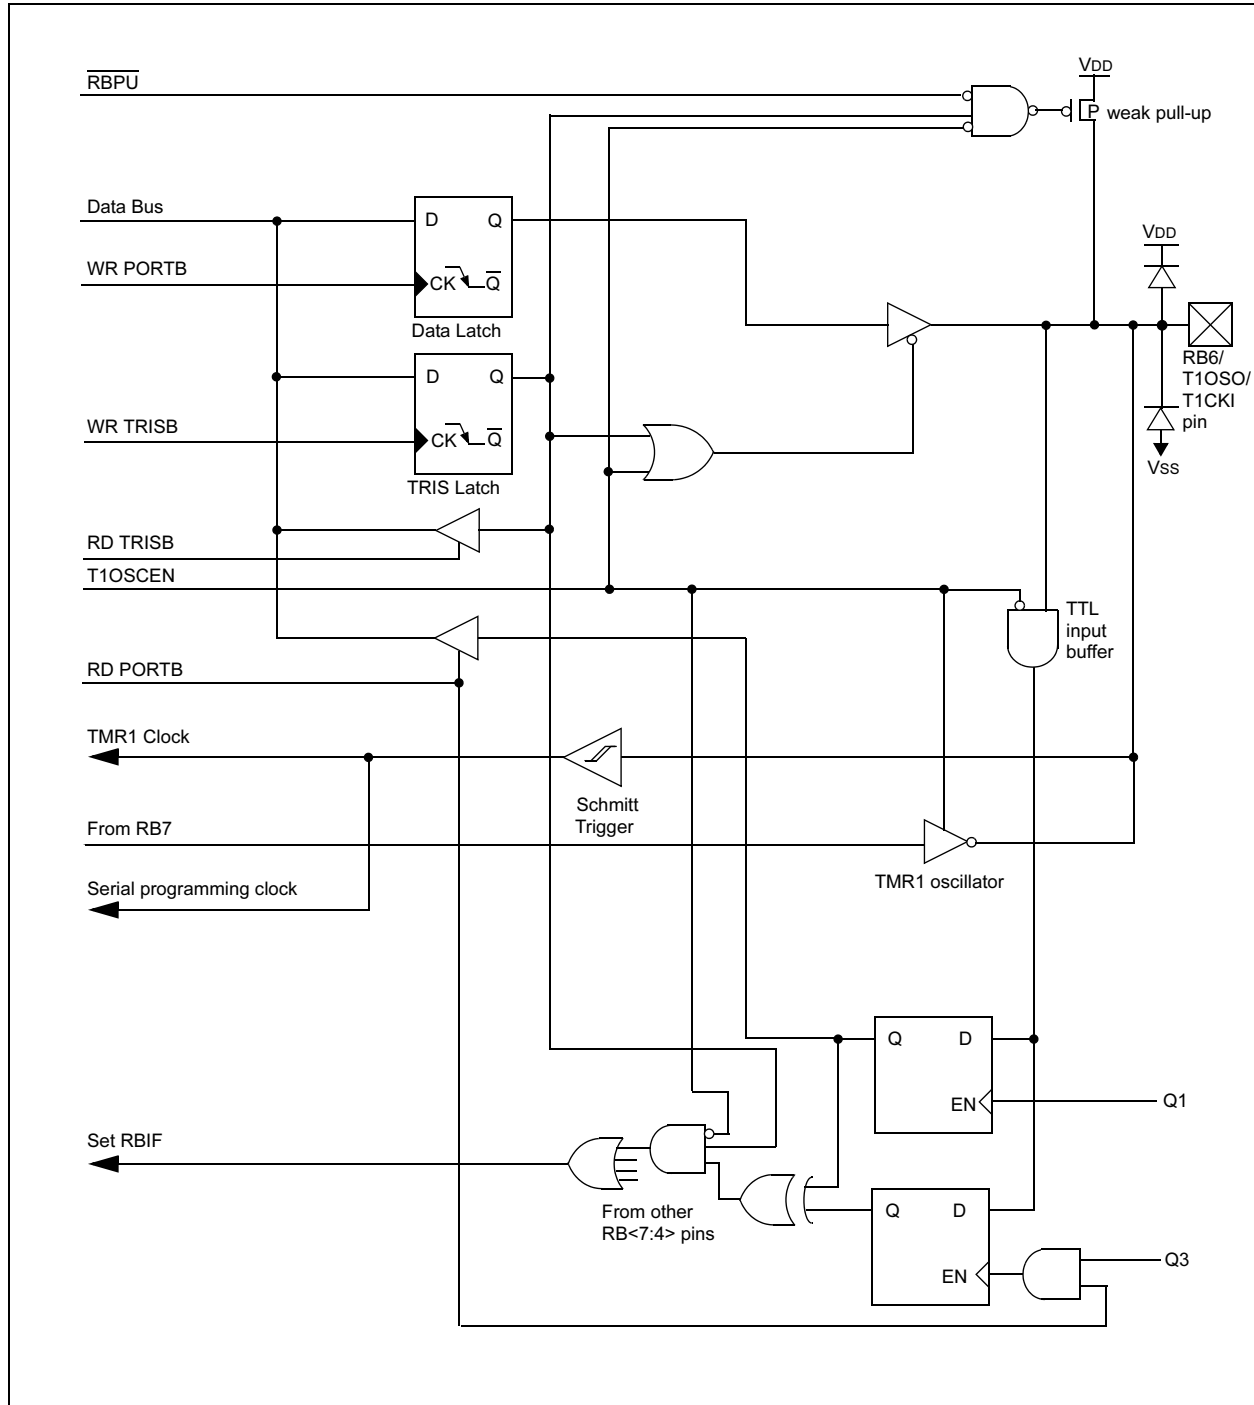 RBPU
VDD
P
weak pull-up
Data Bus
D
Q
WR PORTB
CK
Q
Data Latch
VDD
D
Q
WR TRISB
CK
Q
TRIS Latch
RB6/
T1OSO/
T1CKI
pin
VSS
RD TRISB
T1OSCEN
TTL
input
buffer
RD PORTB
TMR1 Clock
Schmitt
Trigger
From RB7
TMR1 oscillator
Serial programming clock
Q
D
EN
Q1
Set RBIF
From other
RB<7:4> pins
Q
D
EN
Q3